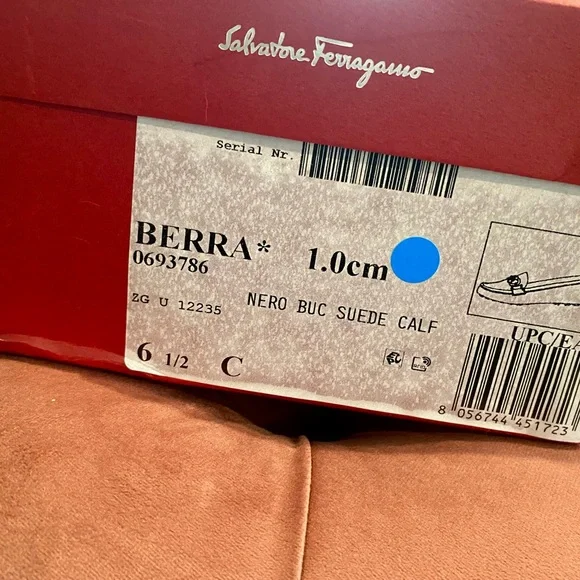 Salvatore Ferragamo
Serial Nr.
BERRA* 1.0cm
0693786
ZG U 12235 NERO BUC SUEDE CALF
6 1/2 C
UPC/EA
8 056744 451723